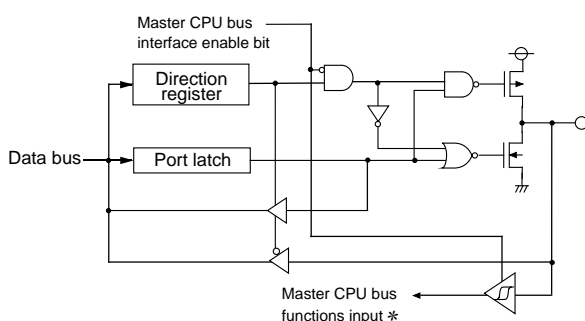 Master CPU bus
interface enable bit
Direction
register
Data bus
Port latch
Master CPU bus
functions input *